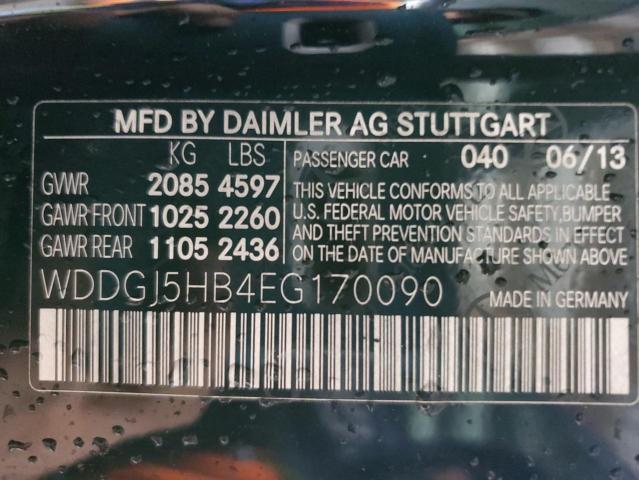 MFD BY DAIMLER AG STUTTGART
KG LBS
GVWR 2085 4597
GAWR FRONT 1025 2260
GAWR REAR 1105 2436
PASSENGER CAR 040 06/13
THIS VEHICLE CONFORMS TO ALL APPLICABLE
U.S. FEDERAL MOTOR VEHICLE SAFETY,BUMPER
AND THEFT PREVENTION STANDARDS IN EFFECT
ON THE DATE OF MANUFACTURE SHOWN ABOVE
WDDGJ5HB4EG170090 MADE IN GERMANY